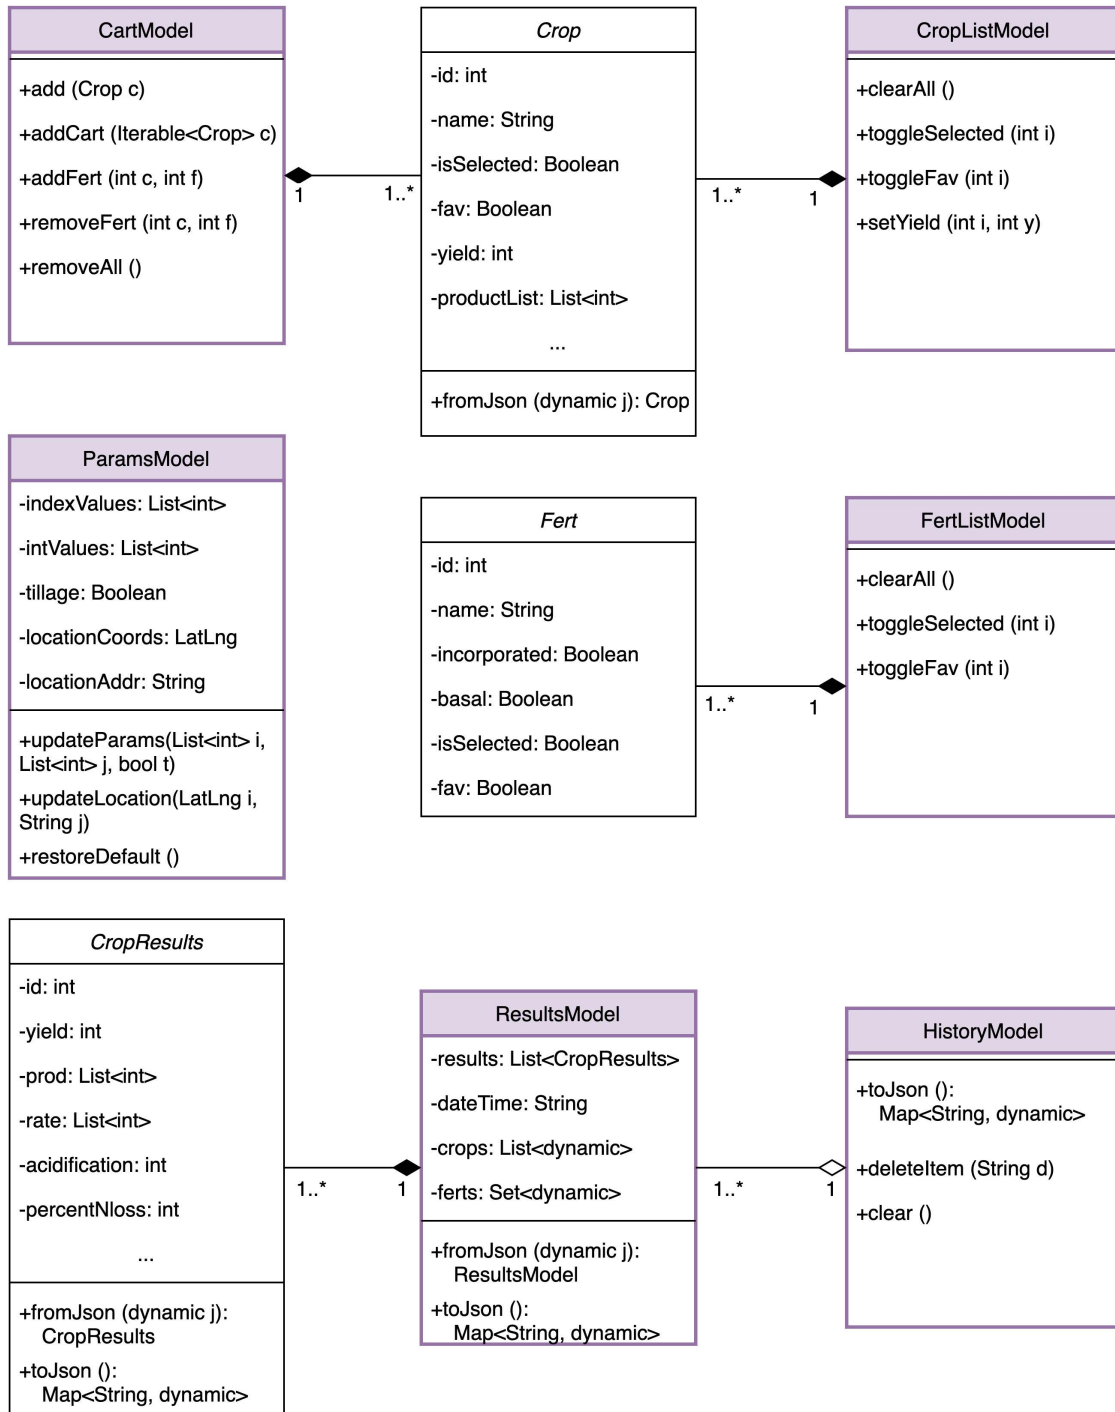 CartModel
+add (Crop c)
+addCart (Iterable<Crop> c)
+addFert (int c, int f)
+removeFert (int c, int f)
+removeAll ()
1
1..*
Crop
-id: int
-name: String
-isSelected: Boolean
-fav: Boolean
-yield: int
-productList: List<int>
...
+fromJson (dynamic j): Crop
1..*
1
CropListModel
+clearAll ()
+toggleSelected (int i)
+toggleFav (int i)
+setYield (int i, int y)
ParamsModel
-indexValues: List<int>
-intValues: List<int>
-tillage: Boolean
-locationCoords: LatLng
-locationAddr: String
+updateParams(List<int> i,
List<int> j, bool t)
+updateLocation(LatLng i,
String j)
+restoreDefault ()
Fert
-id: int
-name: String
-incorporated: Boolean
-basal: Boolean
-isSelected: Boolean
-fav: Boolean
1..*
1
FertListModel
+clearAll ()
+toggleSelected (int i)
+toggleFav (int i)
CropResults
-id: int
-yield: int
-prod: List<int>
-rate: List<int>
-acidification: int
-percentNloss: int
...
+fromJson (dynamic j):
CropResults
+toJson ():
Map<String, dynamic>
1..*
1
ResultsModel
-results: List<CropResults>
-dateTime: String
-crops: List<dynamic>
-ferts: Set<dynamic>
+fromJson (dynamic j):
ResultsModel
+toJson ():
Map<String, dynamic>
1..*
1
HistoryModel
+toJson ():
Map<String, dynamic>
+deleteItem (String d)
+clear ()